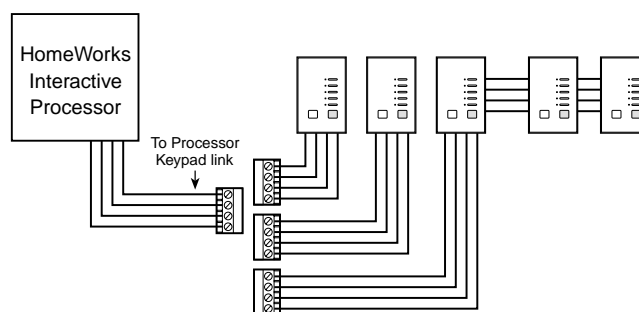 HomeWorks
Interactive
Processor
To Processor
Keypad link